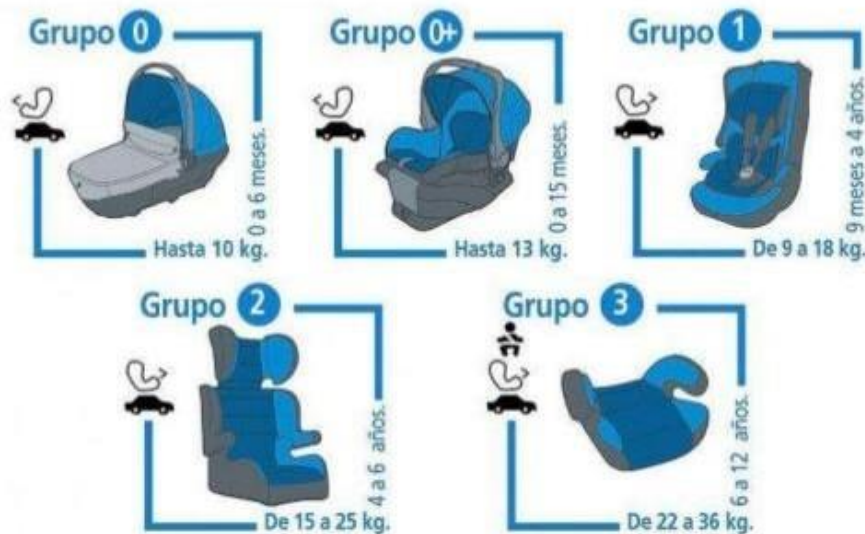 Grupo 0
0 a 6 meses.
Hasta 10 kg.
Grupo 0+
0 a 15 meses.
Hasta 13 kg.
Grupo 1
9 meses a 4 años.
De 9 a 18 kg.
Grupo 2
4 a 6 años.
De 15 a 25 kg.
Grupo 3
6 a 12 años.
De 22 a 36 kg.